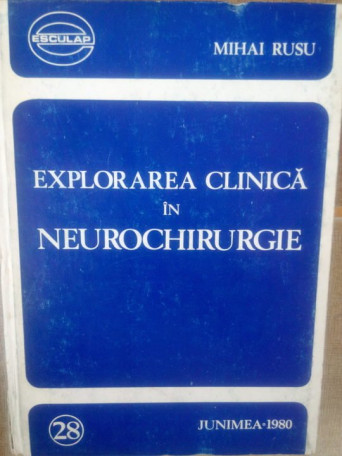 ESCULAP
MIHAI RUSU
EXPLORAREA CLINICĂ
ÎN
NEUROCHIRURGIE
28
JUNIMEA•1980